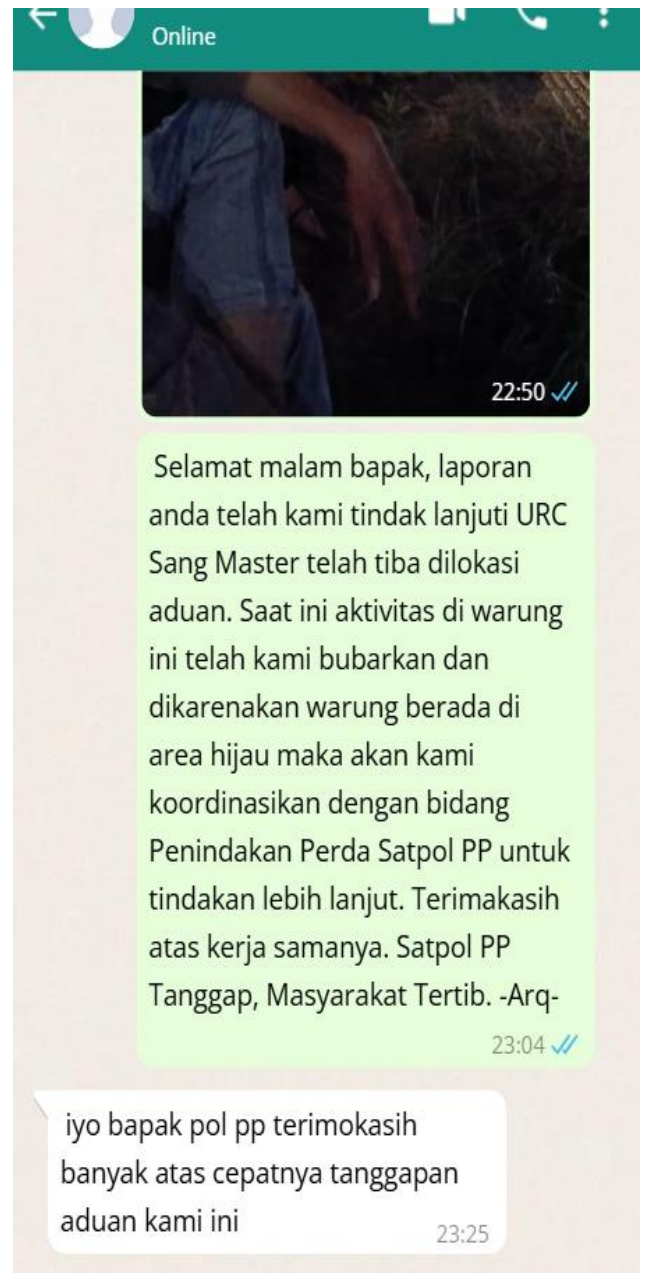 Online
22:50
Selamat malam bapak, laporan
anda telah kami tindak lanjuti URC
Sang Master telah tiba dilokasi
aduan. Saat ini aktivitas di warung
ini telah kami bubarkan dan
dikarenakan warung berada di
area hijau maka akan kami
koordinasikan dengan bidang
Penindakan Perda Satpol PP untuk
tindakan lebih lanjut. Terimakasih
atas kerja samanya. Satpol PP
Tanggap, Masyarakat Tertib. -Arq-
23:04
iyo bapak pol pp terimokasih
banyak atas cepatnya tanggapan
aduan kami ini
23:25